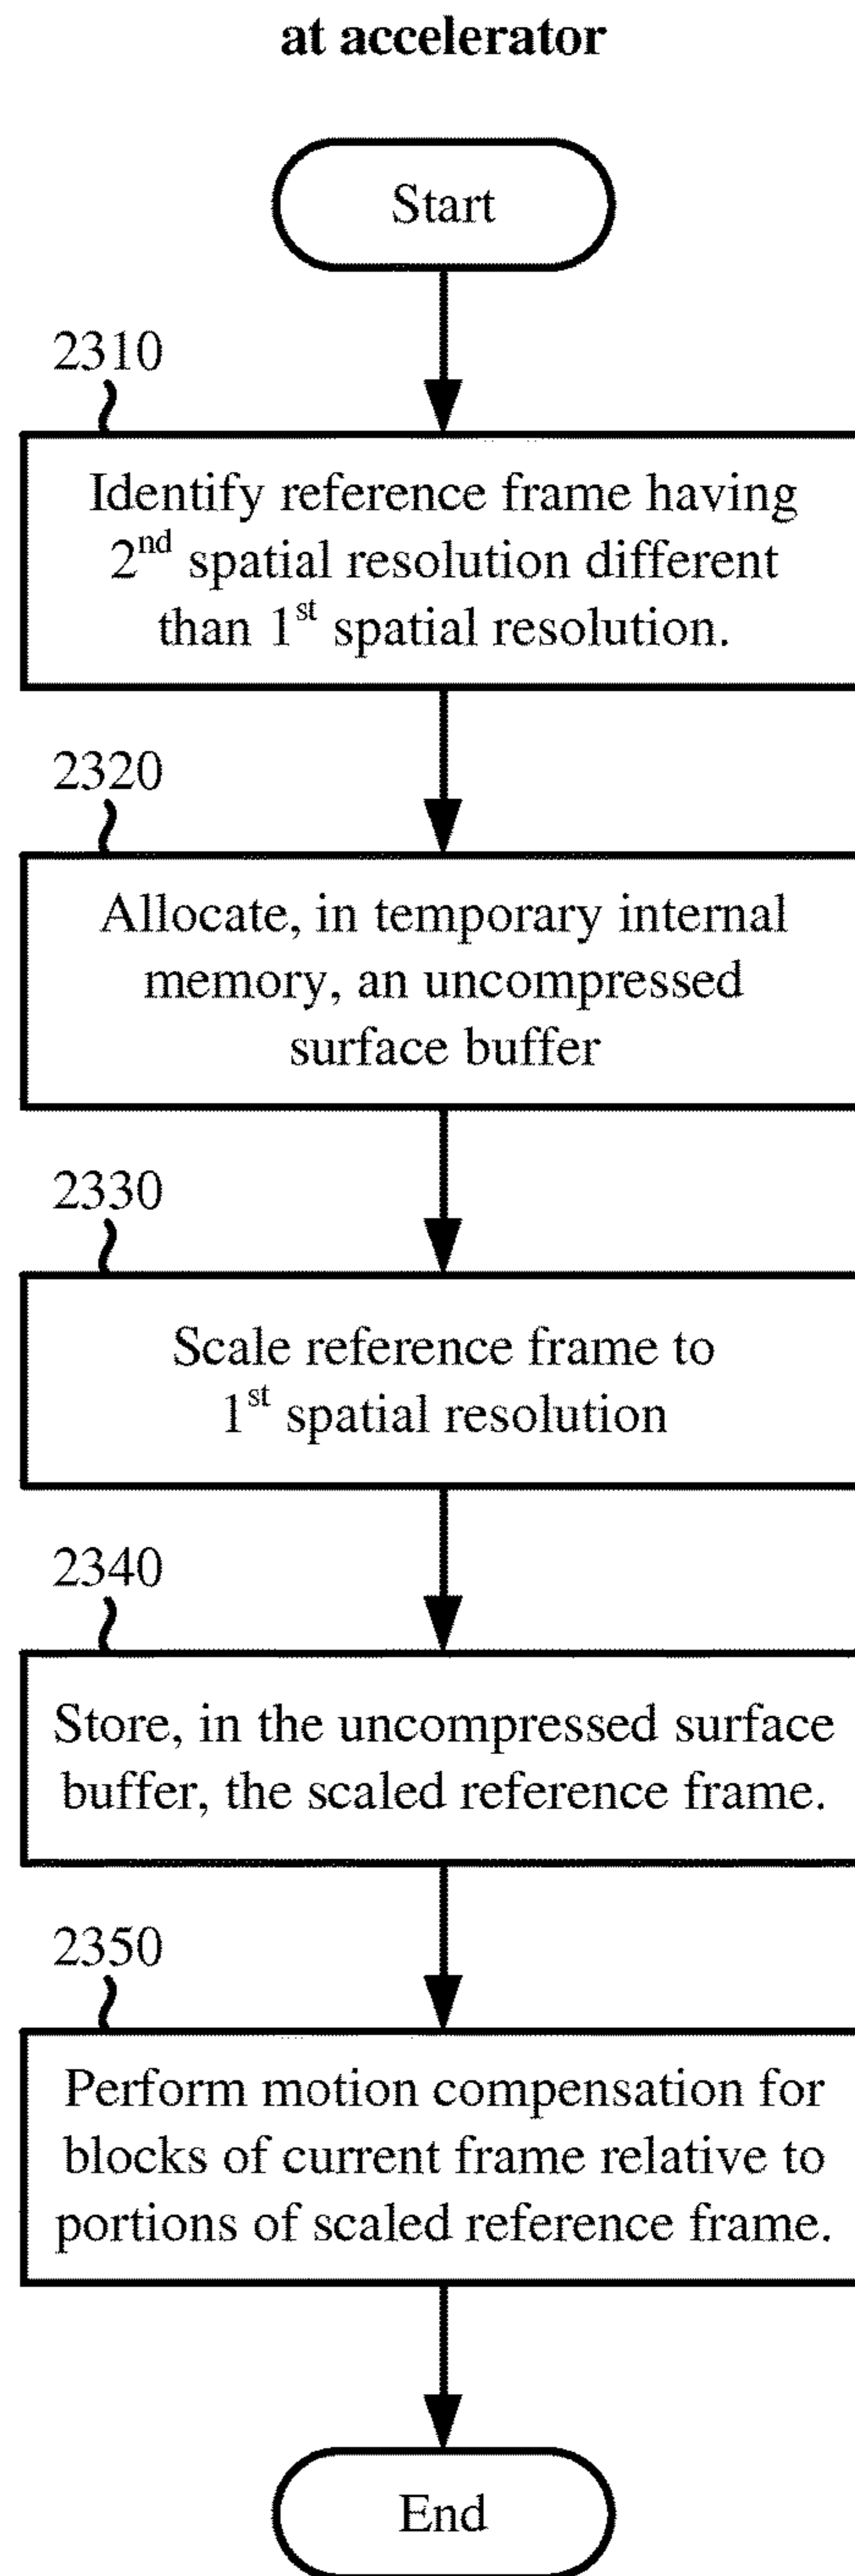 at accelerator
Start
2310
Identify reference frame having
2nd spatial resolution different
than 1st spatial resolution.
2320
Allocate, in temporary internal
memory, an uncompressed
surface buffer
2330
Scale reference frame to
1st spatial resolution
2340
Store, in the uncompressed surface
buffer, the scaled reference frame.
2350
Perform motion compensation for
blocks of current frame relative to
portions of scaled reference frame.
End